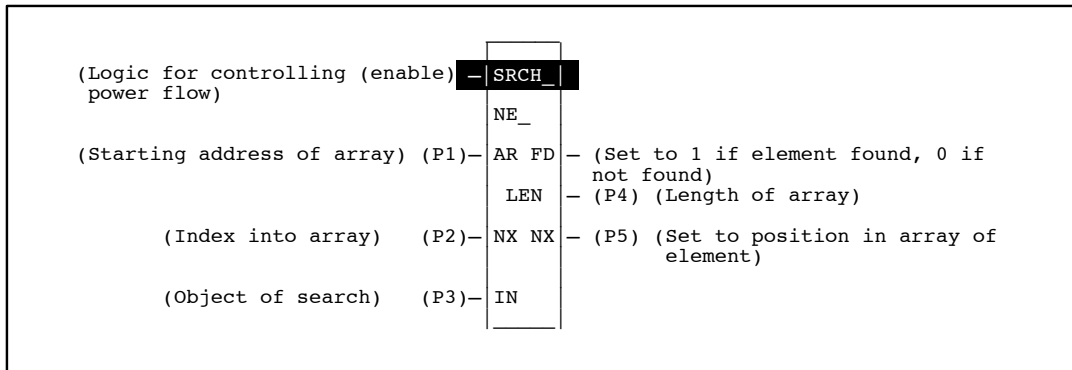 (Logic for controlling (enable) — SRCH_
power flow)
NE_
(Starting address of array) (P1)— AR FD — (Set to 1 if element found, 0 if
not found)
LEN — (P4) (Length of array)
(Index into array) (P2)— NX NX — (P5) (Set to position in array of
element)
(Object of search) (P3)— IN